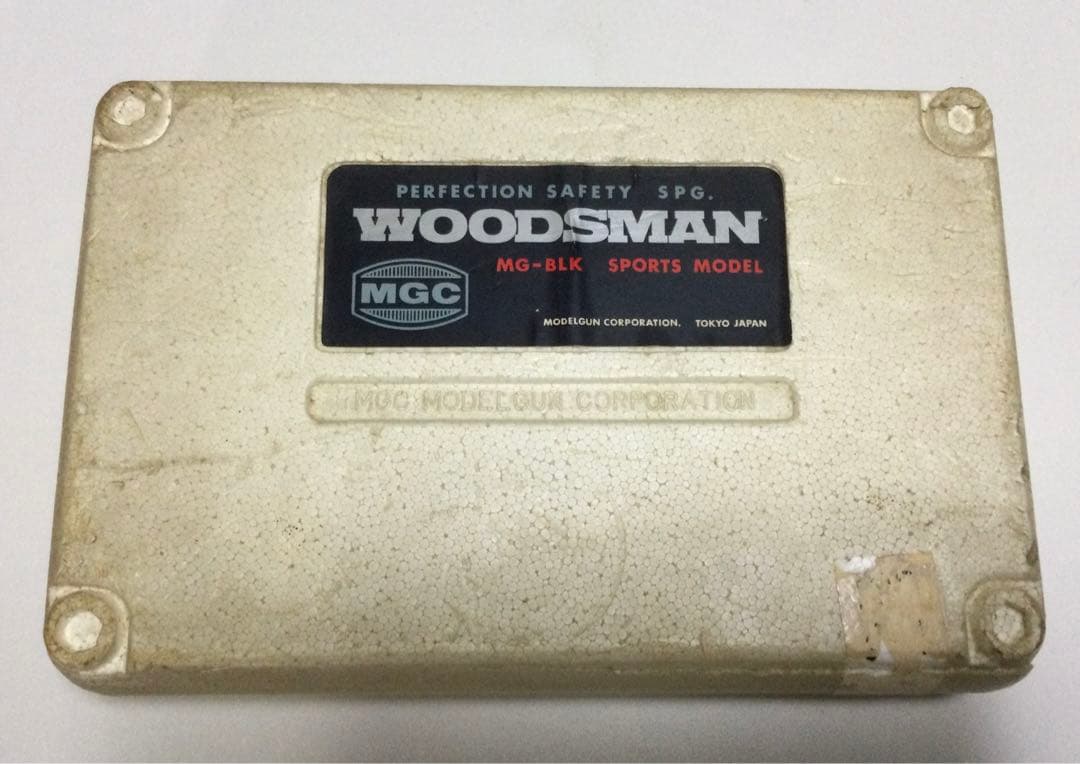 PERFECTION SAFETY SPG.
WOODSMAN
MG-BLK SPORTS MODEL
MGC
MODELGUN CORPORATION. TOKYO JAPAN
MGC MODELGUN CORPORATION